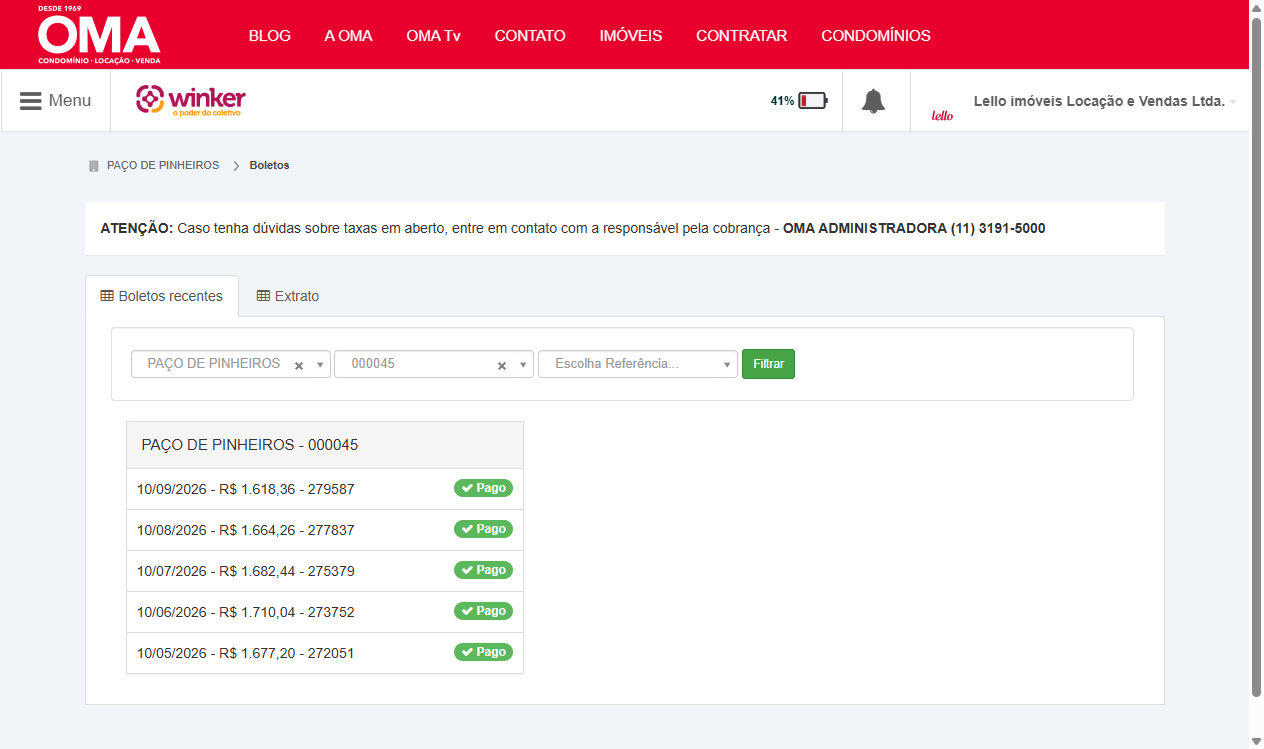 DESDE 1969
OMA
CONDOMÍNIO · LOCAÇÃO · VENDA
BLOG A OMA OMA Tv CONTATO IMÓVEIS CONTRATAR CONDOMÍNIOS
Menu
winker
o poder do coletivo
41%
lello
Lello imóveis Locação e Vendas Ltda.
PAÇO DE PINHEIROS > Boletos
ATENÇÃO: Caso tenha dúvidas sobre taxas em aberto, entre em contato com a responsável pela cobrança - OMA ADMINISTRADORA (11) 3191-5000
Boletos recentes Extrato
PAÇO DE PINHEIROS × 000045 × Escolha Referência... Filtrar
PAÇO DE PINHEIROS - 000045
10/09/2026 - R$ 1.618,36 - 279587 Pago
10/08/2026 - R$ 1.664,26 - 277837 Pago
10/07/2026 - R$ 1.682,44 - 275379 Pago
10/06/2026 - R$ 1.710,04 - 273752 Pago
10/05/2026 - R$ 1.677,20 - 272051 Pago